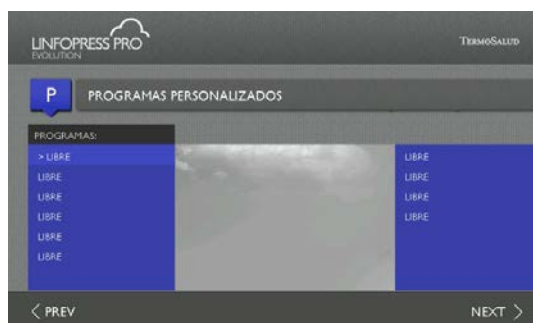 LINFOPRESS PRO
EVOLUTION
TERMOSALUD
P
PROGRAMAS PERSONALIZADOS
PROGRAMAS:
> LIBRE
LIBRE
LIBRE
LIBRE
LIBRE
LIBRE
LIBRE
LIBRE
LIBRE
LIBRE
< PREV
NEXT >